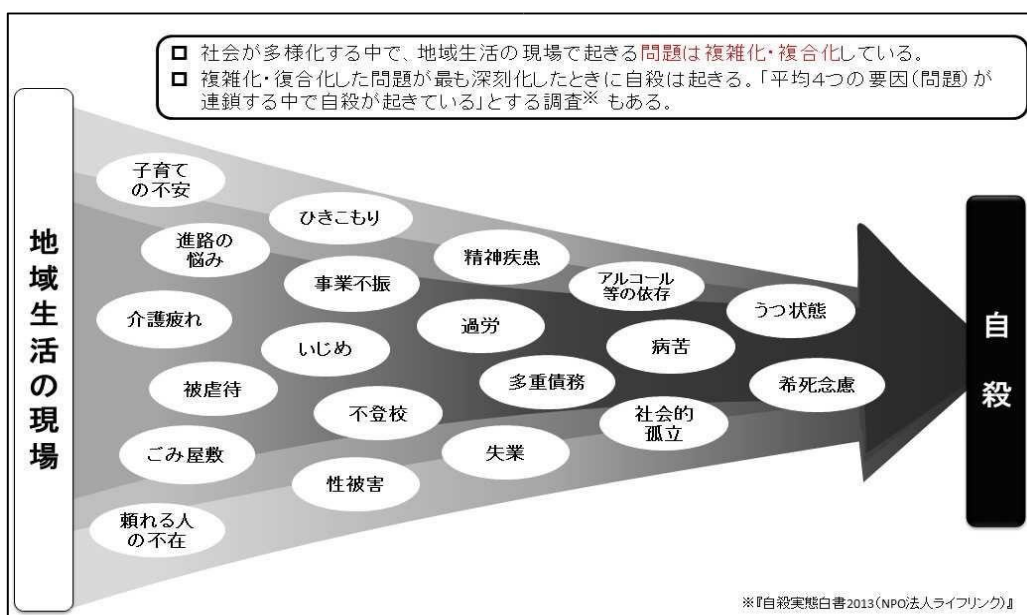 □ 社会が多様化する中で、地域生活の現場で起きる問題は複雑化・複合化している。
□ 複雑化・復合化した問題が最も深刻化したときに自殺は起きる。「平均4つの要因(問題)が
連鎖する中で自殺が起きている」とする調査※ もある。
地域生活の現場
子育て
の不安
ひきこもり
進路の
悩み
精神疾患
事業不振
アルコール
等の依存
うつ状態
介護疲れ
過労
いじめ
病苦
被虐待
多重債務
希死念慮
不登校
社会的
孤立
ごみ屋敷
失業
性被害
頼れる人
の不在
自殺
※『自殺実態白書2013(NPO法人ライフリンク)』